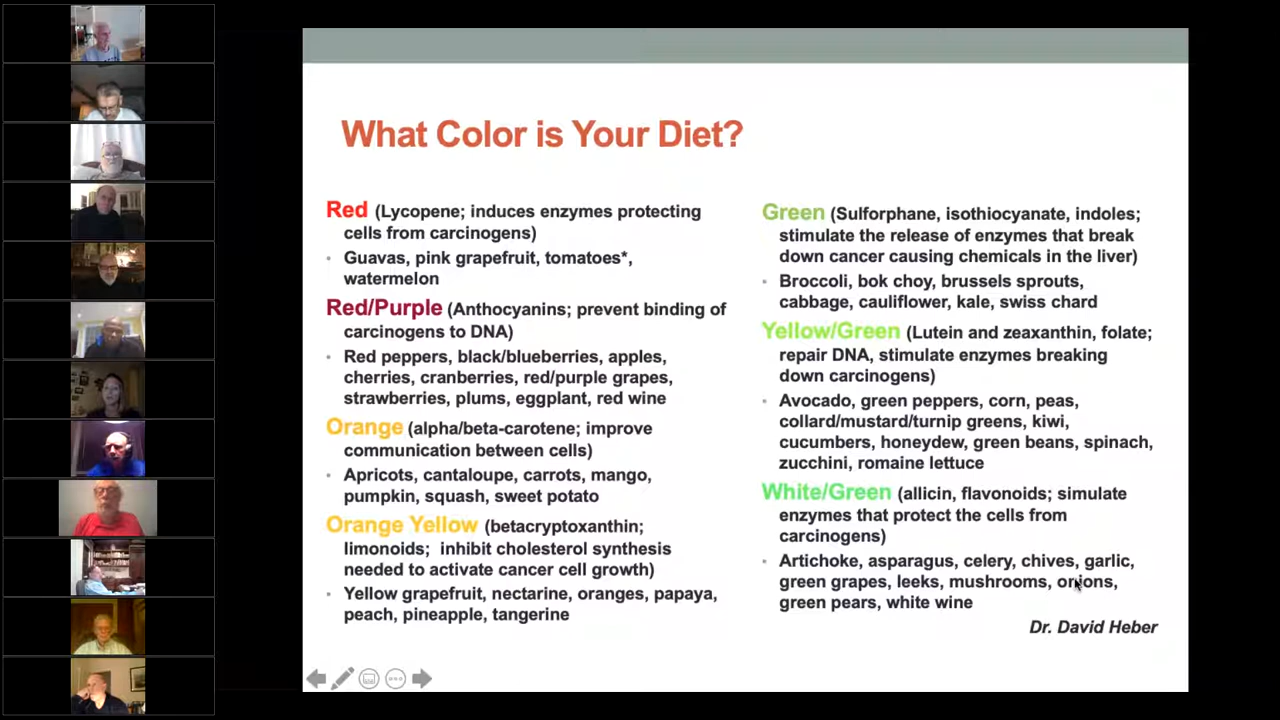 What Color is Your Diet?
Red (Lycopene; induces enzymes protecting
cells from carcinogens)
• Guavas, pink grapefruit, tomatoes*,
watermelon
Red/Purple (Anthocyanins; prevent binding of
carcinogens to DNA)
• Red peppers, black/blueberries, apples,
cherries, cranberries, red/purple grapes,
strawberries, plums, eggplant, red wine
Orange (alpha/beta-carotene; improve
communication between cells)
• Apricots, cantaloupe, carrots, mango,
pumpkin, squash, sweet potato
Orange Yellow (betacryptoxanthin;
limonoids; inhibit cholesterol synthesis
needed to activate cancer cell growth)
• Yellow grapefruit, nectarine, oranges, papaya,
peach, pineapple, tangerine
Green (Sulforphane, isothiocyanate, indoles;
stimulate the release of enzymes that break
down cancer causing chemicals in the liver)
• Broccoli, bok choy, brussels sprouts,
cabbage, cauliflower, kale, swiss chard
Yellow/Green (Lutein and zeaxanthin, folate;
repair DNA, stimulate enzymes breaking
down carcinogens)
• Avocado, green peppers, corn, peas,
collard/mustard/turnip greens, kiwi,
cucumbers, honeydew, green beans, spinach,
zucchini, romaine lettuce
White/Green (allicin, flavonoids; simulate
enzymes that protect the cells from
carcinogens)
• Artichoke, asparagus, celery, chives, garlic,
green grapes, leeks, mushrooms, onions,
green pears, white wine
Dr. David Heber